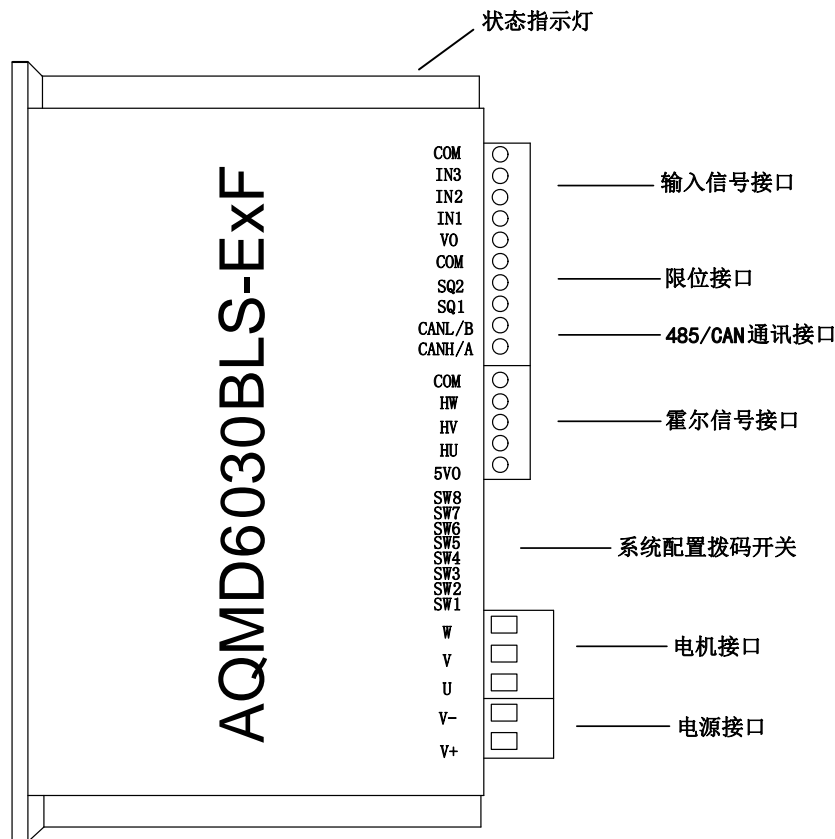 状态指示灯
AQMD6030BLS-ExF
COM
IN3
IN2
IN1
VO
COM
SQ2
SQ1
CANL/B
CANH/A
COM
HW
HV
HU
5VO
SW8
SW7
SW6
SW5
SW4
SW3
SW2
SW1
W
V
U
V-
V+
输入信号接口
限位接口
485/CAN通讯接口
霍尔信号接口
系统配置拨码开关
电机接口
电源接口